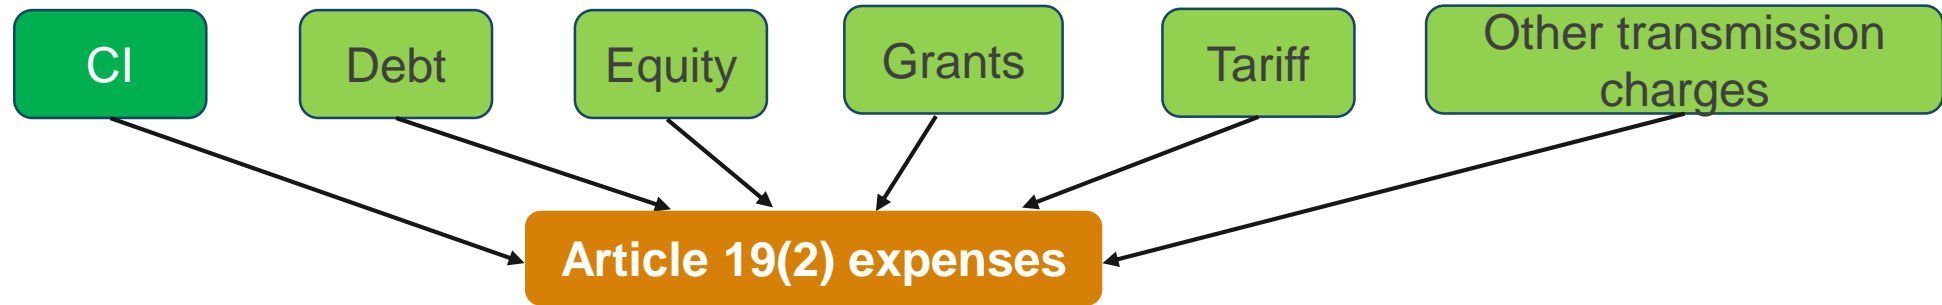 CI
Debt
Equity
Grants
Tariff
Other transmission
charges
Article 19(2) expenses